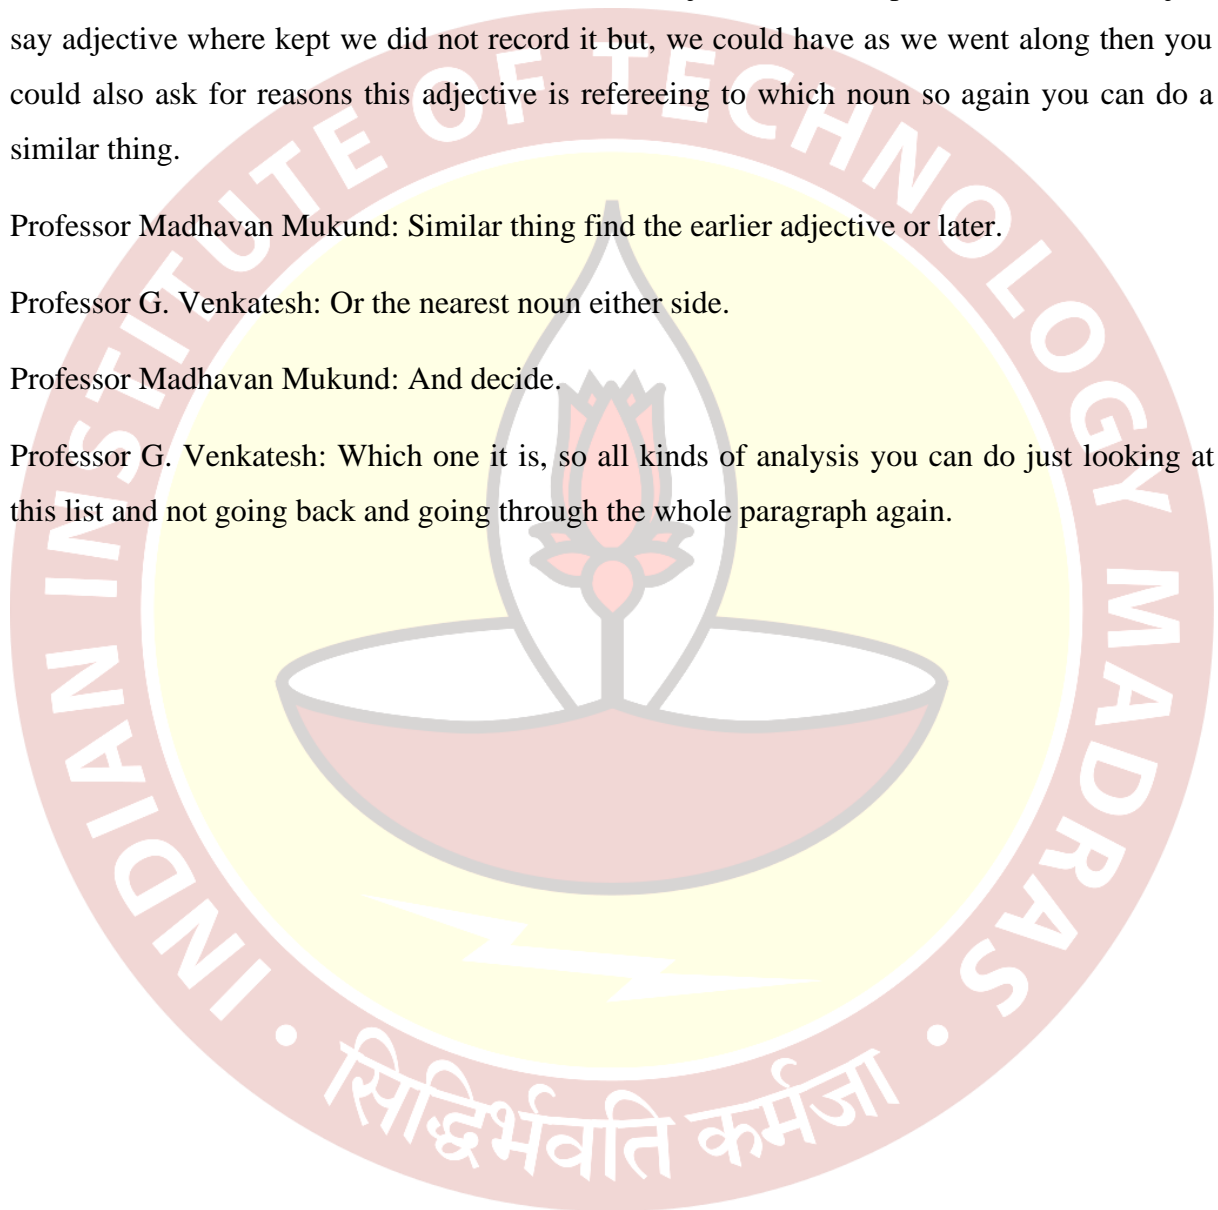 say adjective where kept we did not record it but, we could have as we went along then you
could also ask for reasons this adjective is refereeing to which noun so again you can do a
similar thing.
Professor Madhavan Mukund: Similar thing find the earlier adjective or later.
Professor G. Venkatesh: Or the nearest noun either side.
Professor Madhavan Mukund: And decide.
Professor G. Venkatesh: Which one it is, so all kinds of analysis you can do just looking at
this list and not going back and going through the whole paragraph again.
INDIAN INSTITUTE OF TECHNOLOGY MADRAS
सिद्धिर्भवति कर्मजा